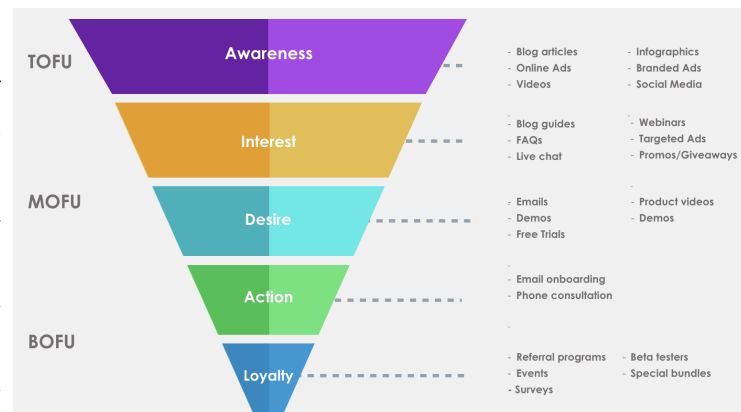 TOFU
Awareness
- Blog articles
- Online Ads
- Videos
- Infographics
- Branded Ads
- Social Media
Interest
- Blog guides
- FAQs
- Live chat
- Webinars
- Targeted Ads
- Promos/Giveaways
MOFU
Desire
- Emails
- Demos
- Free Trials
- Product videos
- Demos
Action
- Email onboarding
- Phone consultation
BOFU
Loyalty
- Referral programs
- Events
- Surveys
- Beta testers
- Special bundles